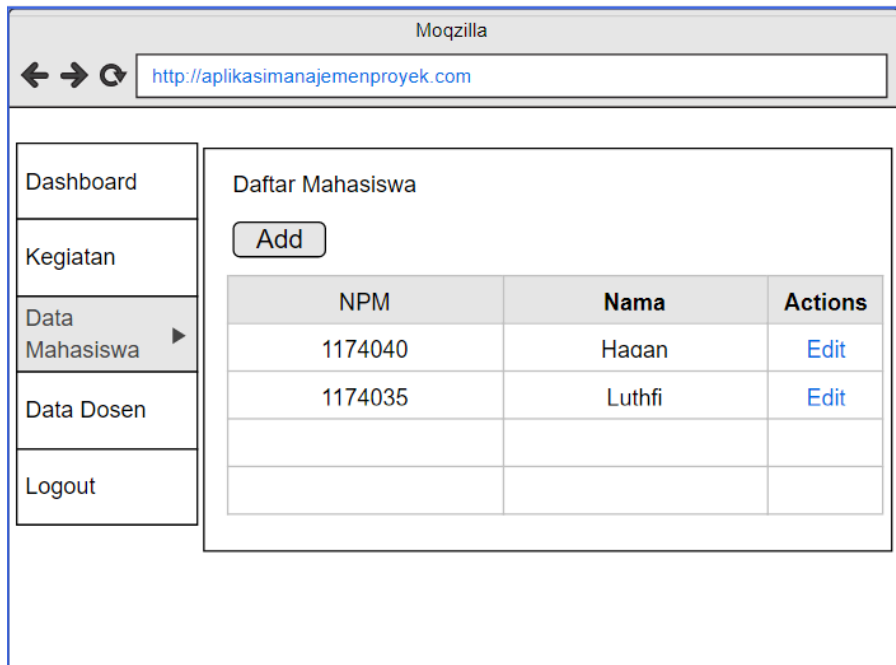 Moqzilla
http://aplikasimanajemenproyek.com
Dashboard
Kegiatan
Data
Mahasiswa
Data Dosen
Logout
Daftar Mahasiswa
Add
NPM Nama Actions
1174040 Hagan Edit
1174035 Luthfi Edit